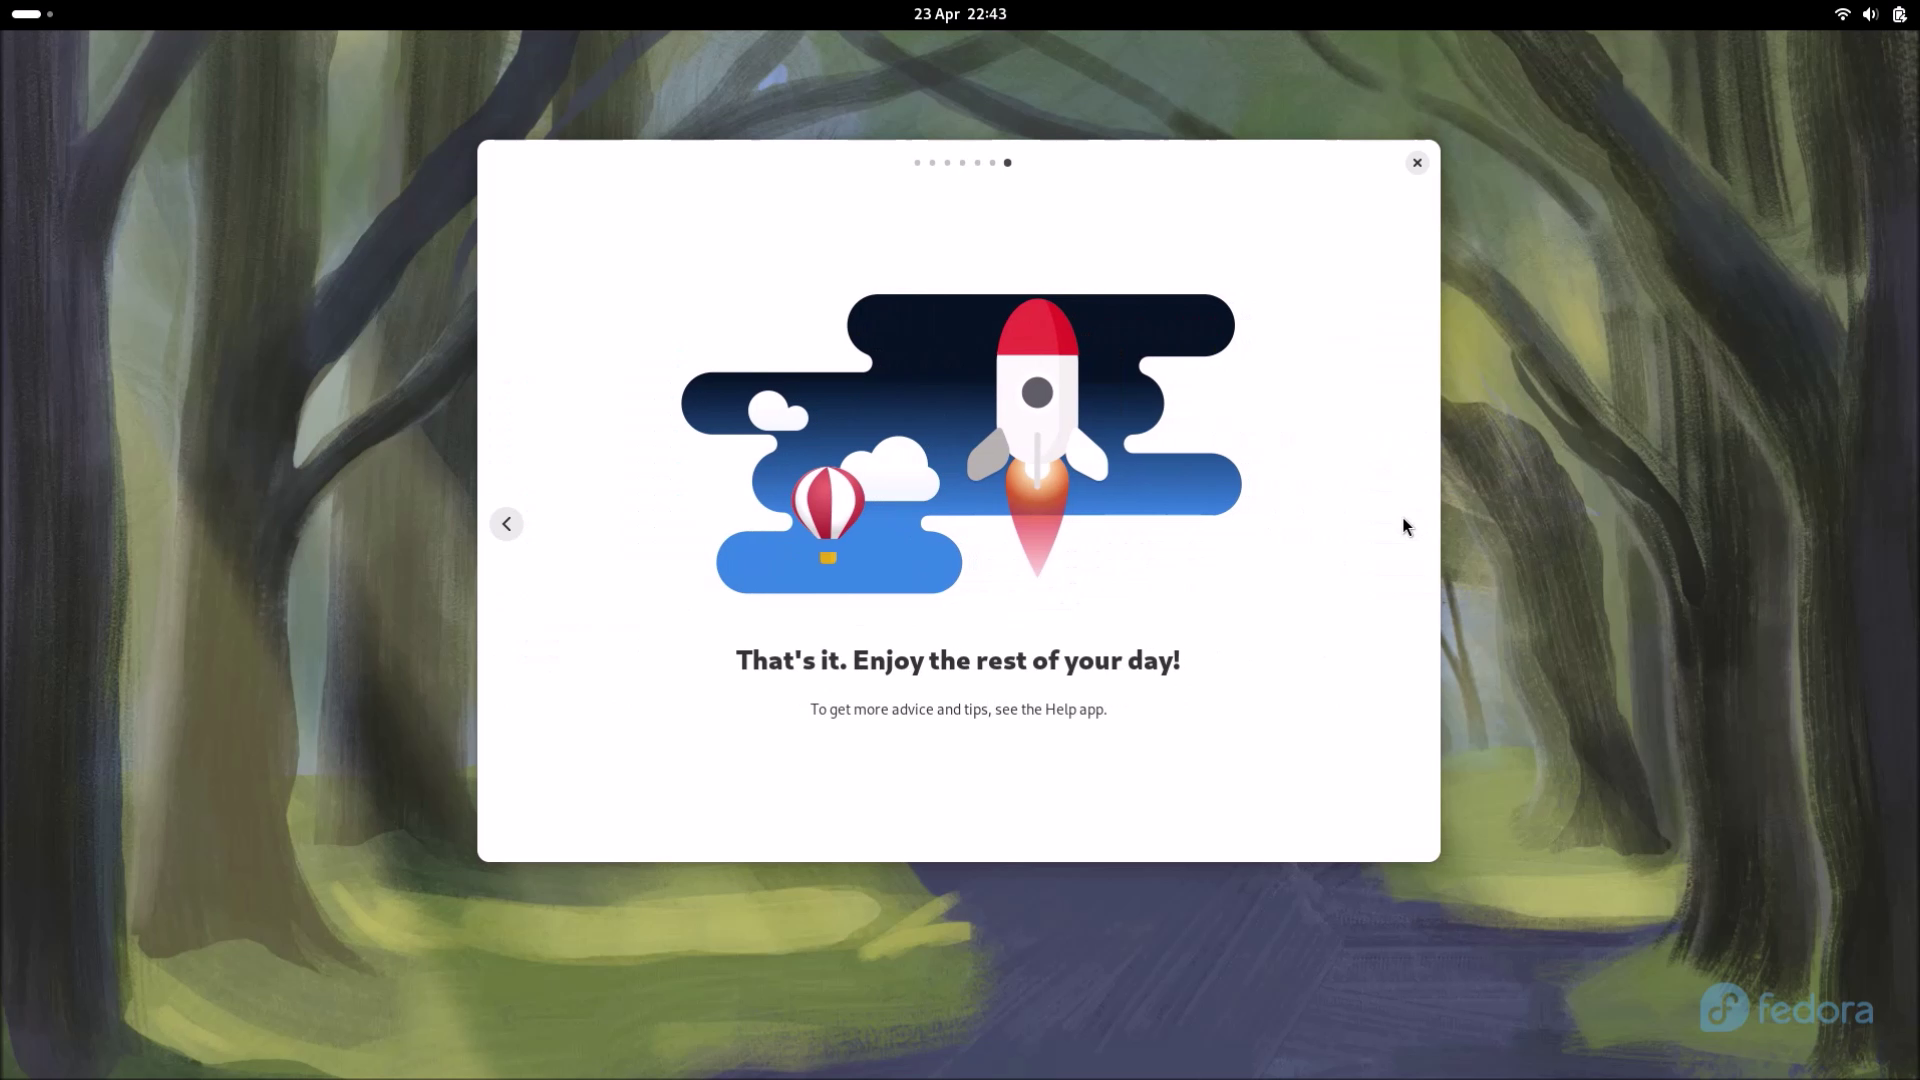 23 Apr 22:43
That's it. Enjoy the rest of your day!
To get more advice and tips, see the Help app.
fedora